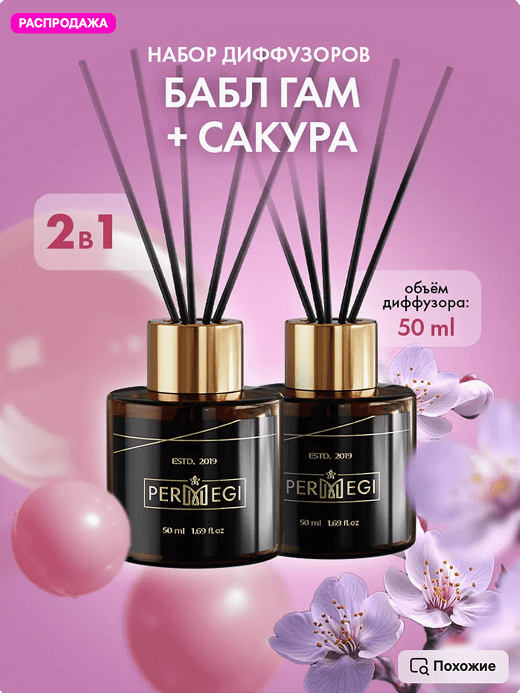 РАСПРОДАЖА
НАБОР ДИФФУЗОРОВ
БАБЛ ГАМ
+ САКУРА
2в1
объём
диффузора:
50 ml
ESTD. 2019
PERMEGI
50 ml 1.69 fl.oz
ESTD. 2019
PERMEGI
50 ml 1.69 fl.oz
Похожие